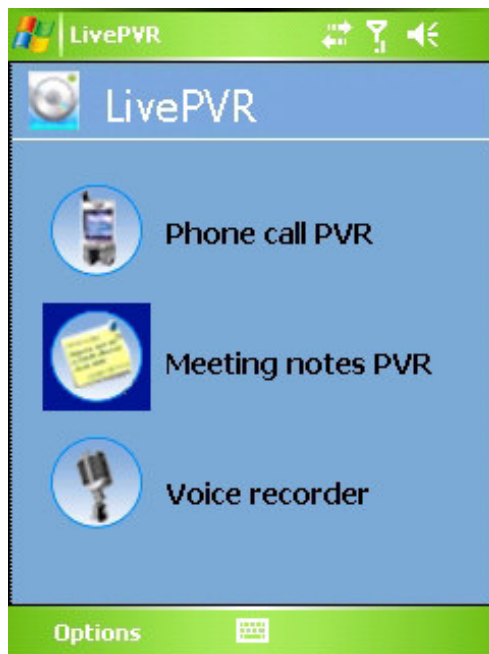 LivePVR
LivePVR
Phone call PVR
Meeting notes PVR
Voice recorder
Options